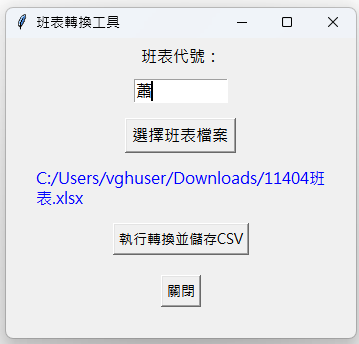 班表轉換工具
班表代號：
蕭
選擇班表檔案
C:/Users/vghuser/Downloads/11404班
表.xlsx
執行轉換並儲存CSV
關閉